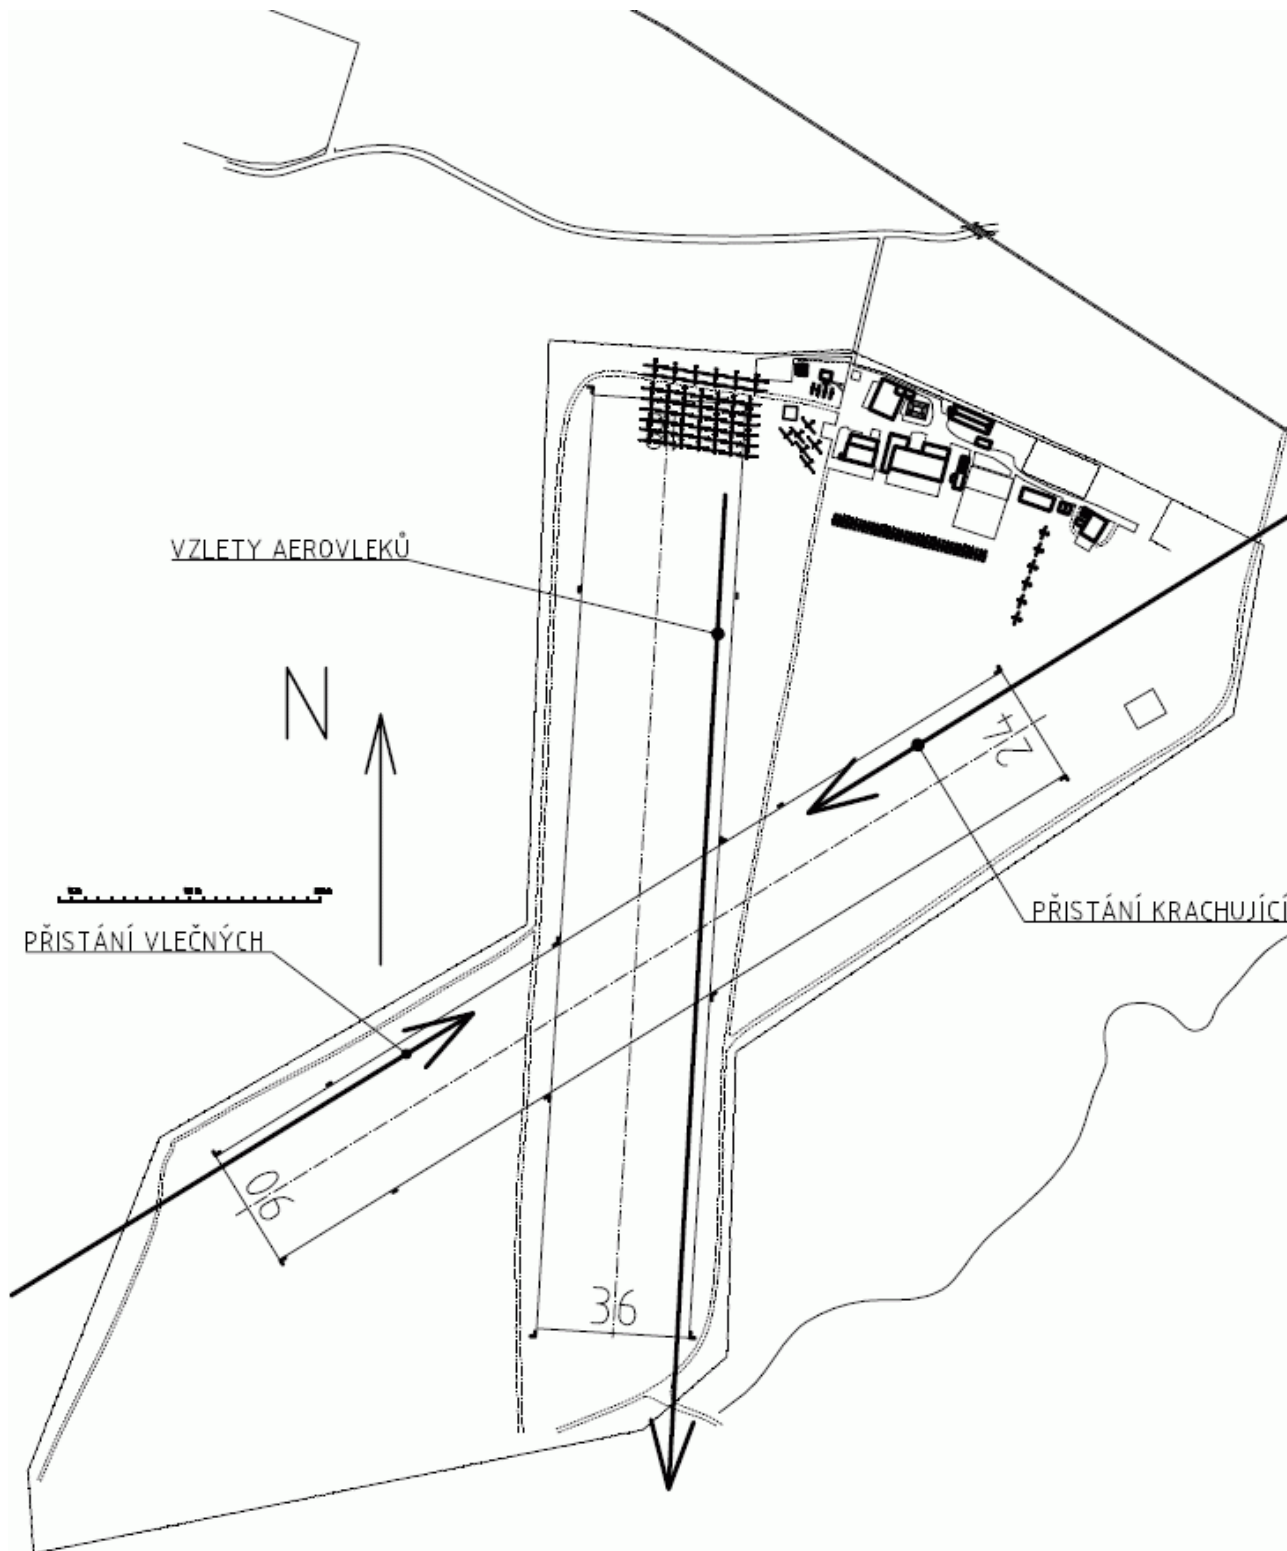 VZLETY AEROVLEKŮ
N
24
PŘISTÁNÍ KRACHUJÍCÍ
PŘISTÁNÍ VLEČNÝCH
06
36